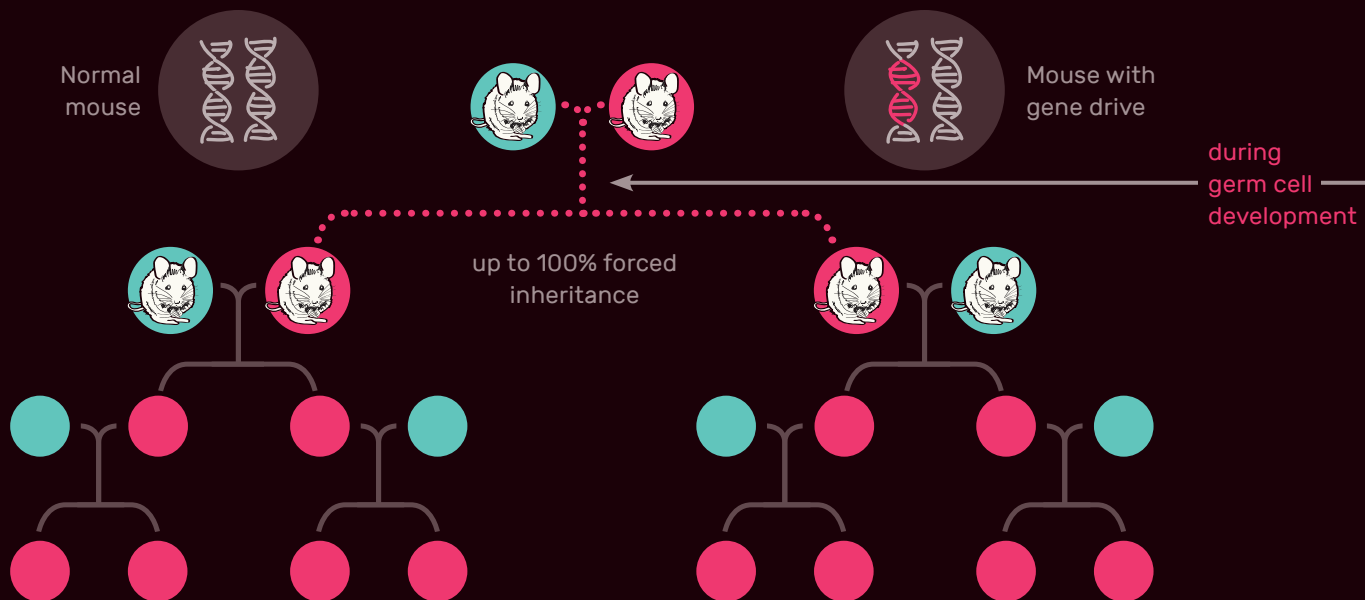 Normal
mouse
Mouse with
gene drive
during
germ cell
development
up to 100% forced
inheritance